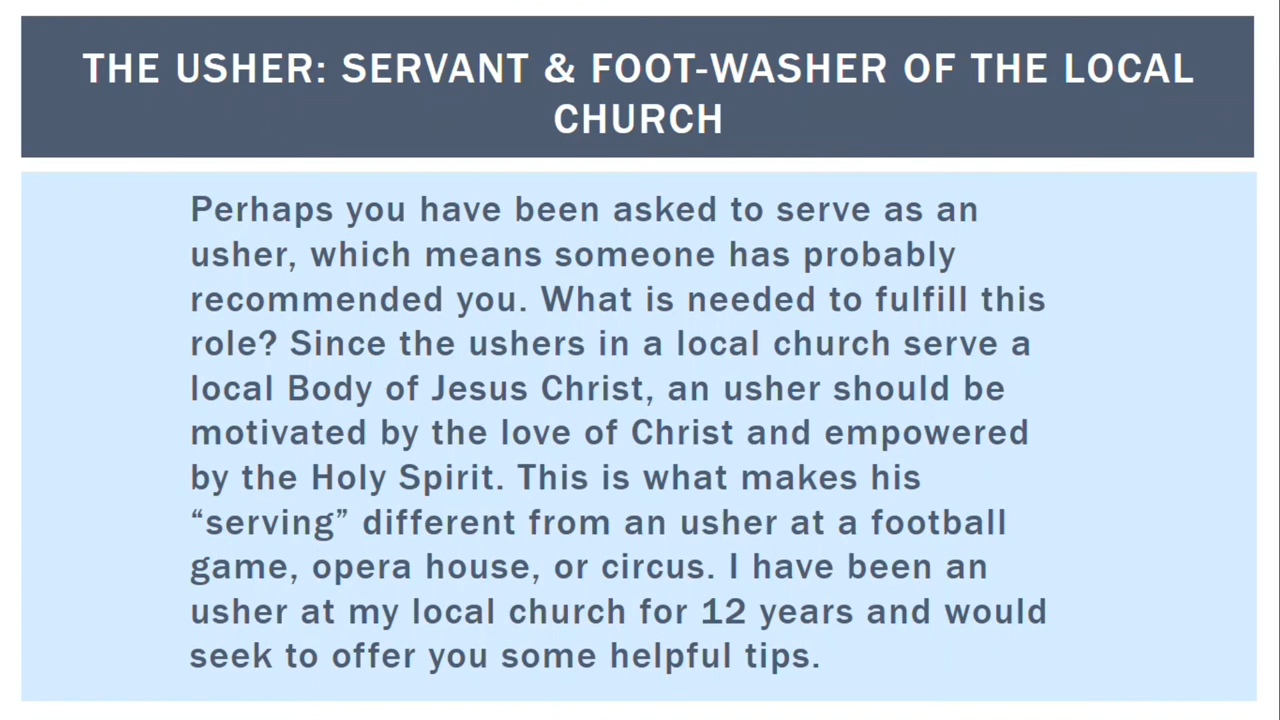 THE USHER: SERVANT & FOOT-WASHER OF THE LOCAL
CHURCH
Perhaps you have been asked to serve as an
usher, which means someone has probably
recommended you. What is needed to fulfill this
role? Since the ushers in a local church serve a
local Body of Jesus Christ, an usher should be
motivated by the love of Christ and empowered
by the Holy Spirit. This is what makes his
“serving” different from an usher at a football
game, opera house, or circus. I have been an
usher at my local church for 12 years and would
seek to offer you some helpful tips.